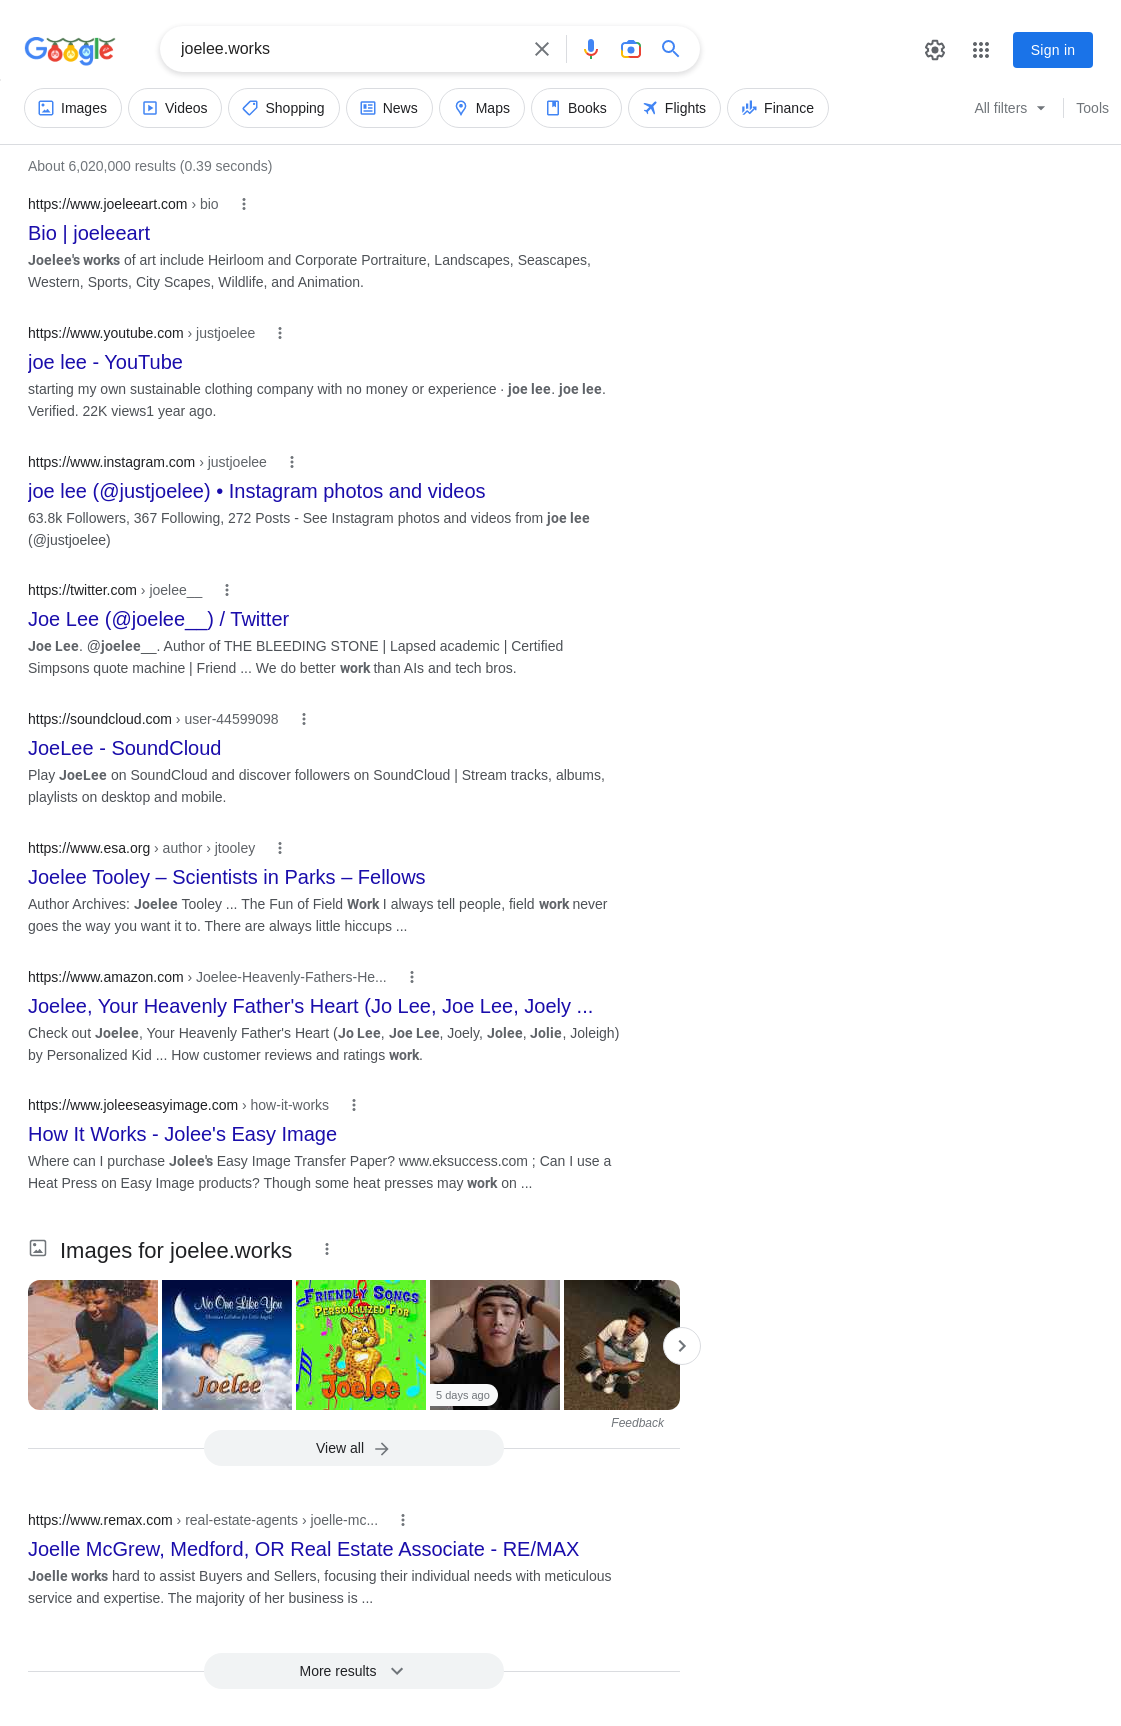 Google
joelee.works
Sign in
Images
Videos
Shopping
News
Maps
Books
Flights
Finance
All filters
Tools
About 6,020,000 results (0.39 seconds)
https://www.joeleeart.com › bio
Bio | joeleeart
Joelee's works of art include Heirloom and Corporate Portraiture, Landscapes, Seascapes,
Western, Sports, City Scapes, Wildlife, and Animation.
https://www.youtube.com › justjoelee
joe lee - YouTube
starting my own sustainable clothing company with no money or experience · joe lee. joe lee.
Verified. 22K views1 year ago.
https://www.instagram.com › justjoelee
joe lee (@justjoelee) • Instagram photos and videos
63.8k Followers, 367 Following, 272 Posts - See Instagram photos and videos from joe lee
(@justjoelee)
https://twitter.com › joelee__
Joe Lee (@joelee__) / Twitter
Joe Lee. @joelee__. Author of THE BLEEDING STONE | Lapsed academic | Certified
Simpsons quote machine | Friend ... We do better work than AIs and tech bros.
https://soundcloud.com › user-44599098
JoeLee - SoundCloud
Play JoeLee on SoundCloud and discover followers on SoundCloud | Stream tracks, albums,
playlists on desktop and mobile.
https://www.esa.org › author › jtooley
Joelee Tooley – Scientists in Parks – Fellows
Author Archives: Joelee Tooley ... The Fun of Field Work I always tell people, field work never
goes the way you want it to. There are always little hiccups ...
https://www.amazon.com › Joelee-Heavenly-Fathers-He...
Joelee, Your Heavenly Father's Heart (Jo Lee, Joe Lee, Joely ...
Check out Joelee, Your Heavenly Father's Heart (Jo Lee, Joe Lee, Joely, Jolee, Jolie, Joleigh)
by Personalized Kid ... How customer reviews and ratings work.
https://www.joleeseasyimage.com › how-it-works
How It Works - Jolee's Easy Image
Where can I purchase Jolee's Easy Image Transfer Paper? www.eksuccess.com ; Can I use a
Heat Press on Easy Image products? Though some heat presses may work on ...
Images for joelee.works
No One Like You
Joelee
FRIENDLY SONGS
PERSONALIZED FOR
Joelee
5 days ago
Feedback
View all
https://www.remax.com › real-estate-agents › joelle-mc...
Joelle McGrew, Medford, OR Real Estate Associate - RE/MAX
Joelle works hard to assist Buyers and Sellers, focusing their individual needs with meticulous
service and expertise. The majority of her business is ...
More results